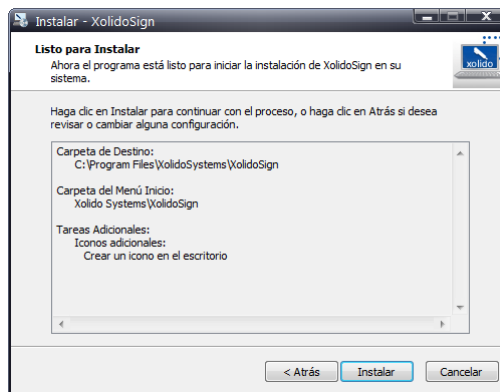 Instalar - XolidoSign
Listo para Instalar
Ahora el programa está listo para iniciar la instalación de XolidoSign en su
sistema.
xolido
Haga clic en Instalar para continuar con el proceso, o haga clic en Atrás si desea
revisar o cambiar alguna configuración.
Carpeta de Destino:
C:\Program Files\XolidoSystems\XolidoSign
Carpeta del Menú Inicio:
Xolido Systems\XolidoSign
Tareas Adicionales:
Iconos adicionales:
Crear un icono en el escritorio
< Atrás
Instalar
Cancelar